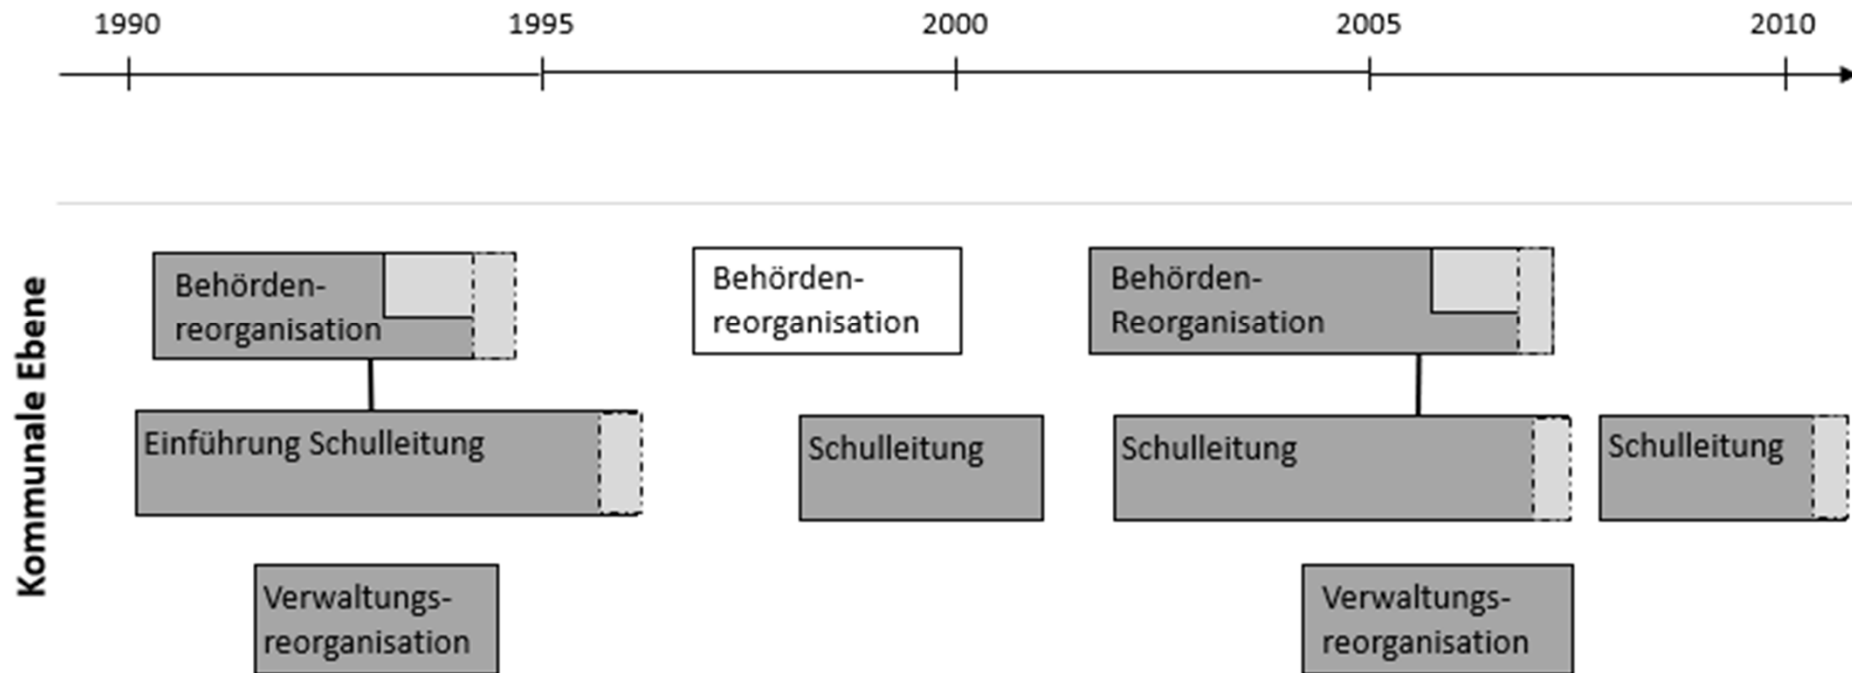 1990 1995 2000 2005 2010
Kommunale Ebene
Behörden-
reorganisation
Behörden-
reorganisation
Behörden-
Reorganisation
Einführung Schulleitung
Schulleitung
Schulleitung
Schulleitung
Verwaltungs-
reorganisation
Verwaltungs-
reorganisation